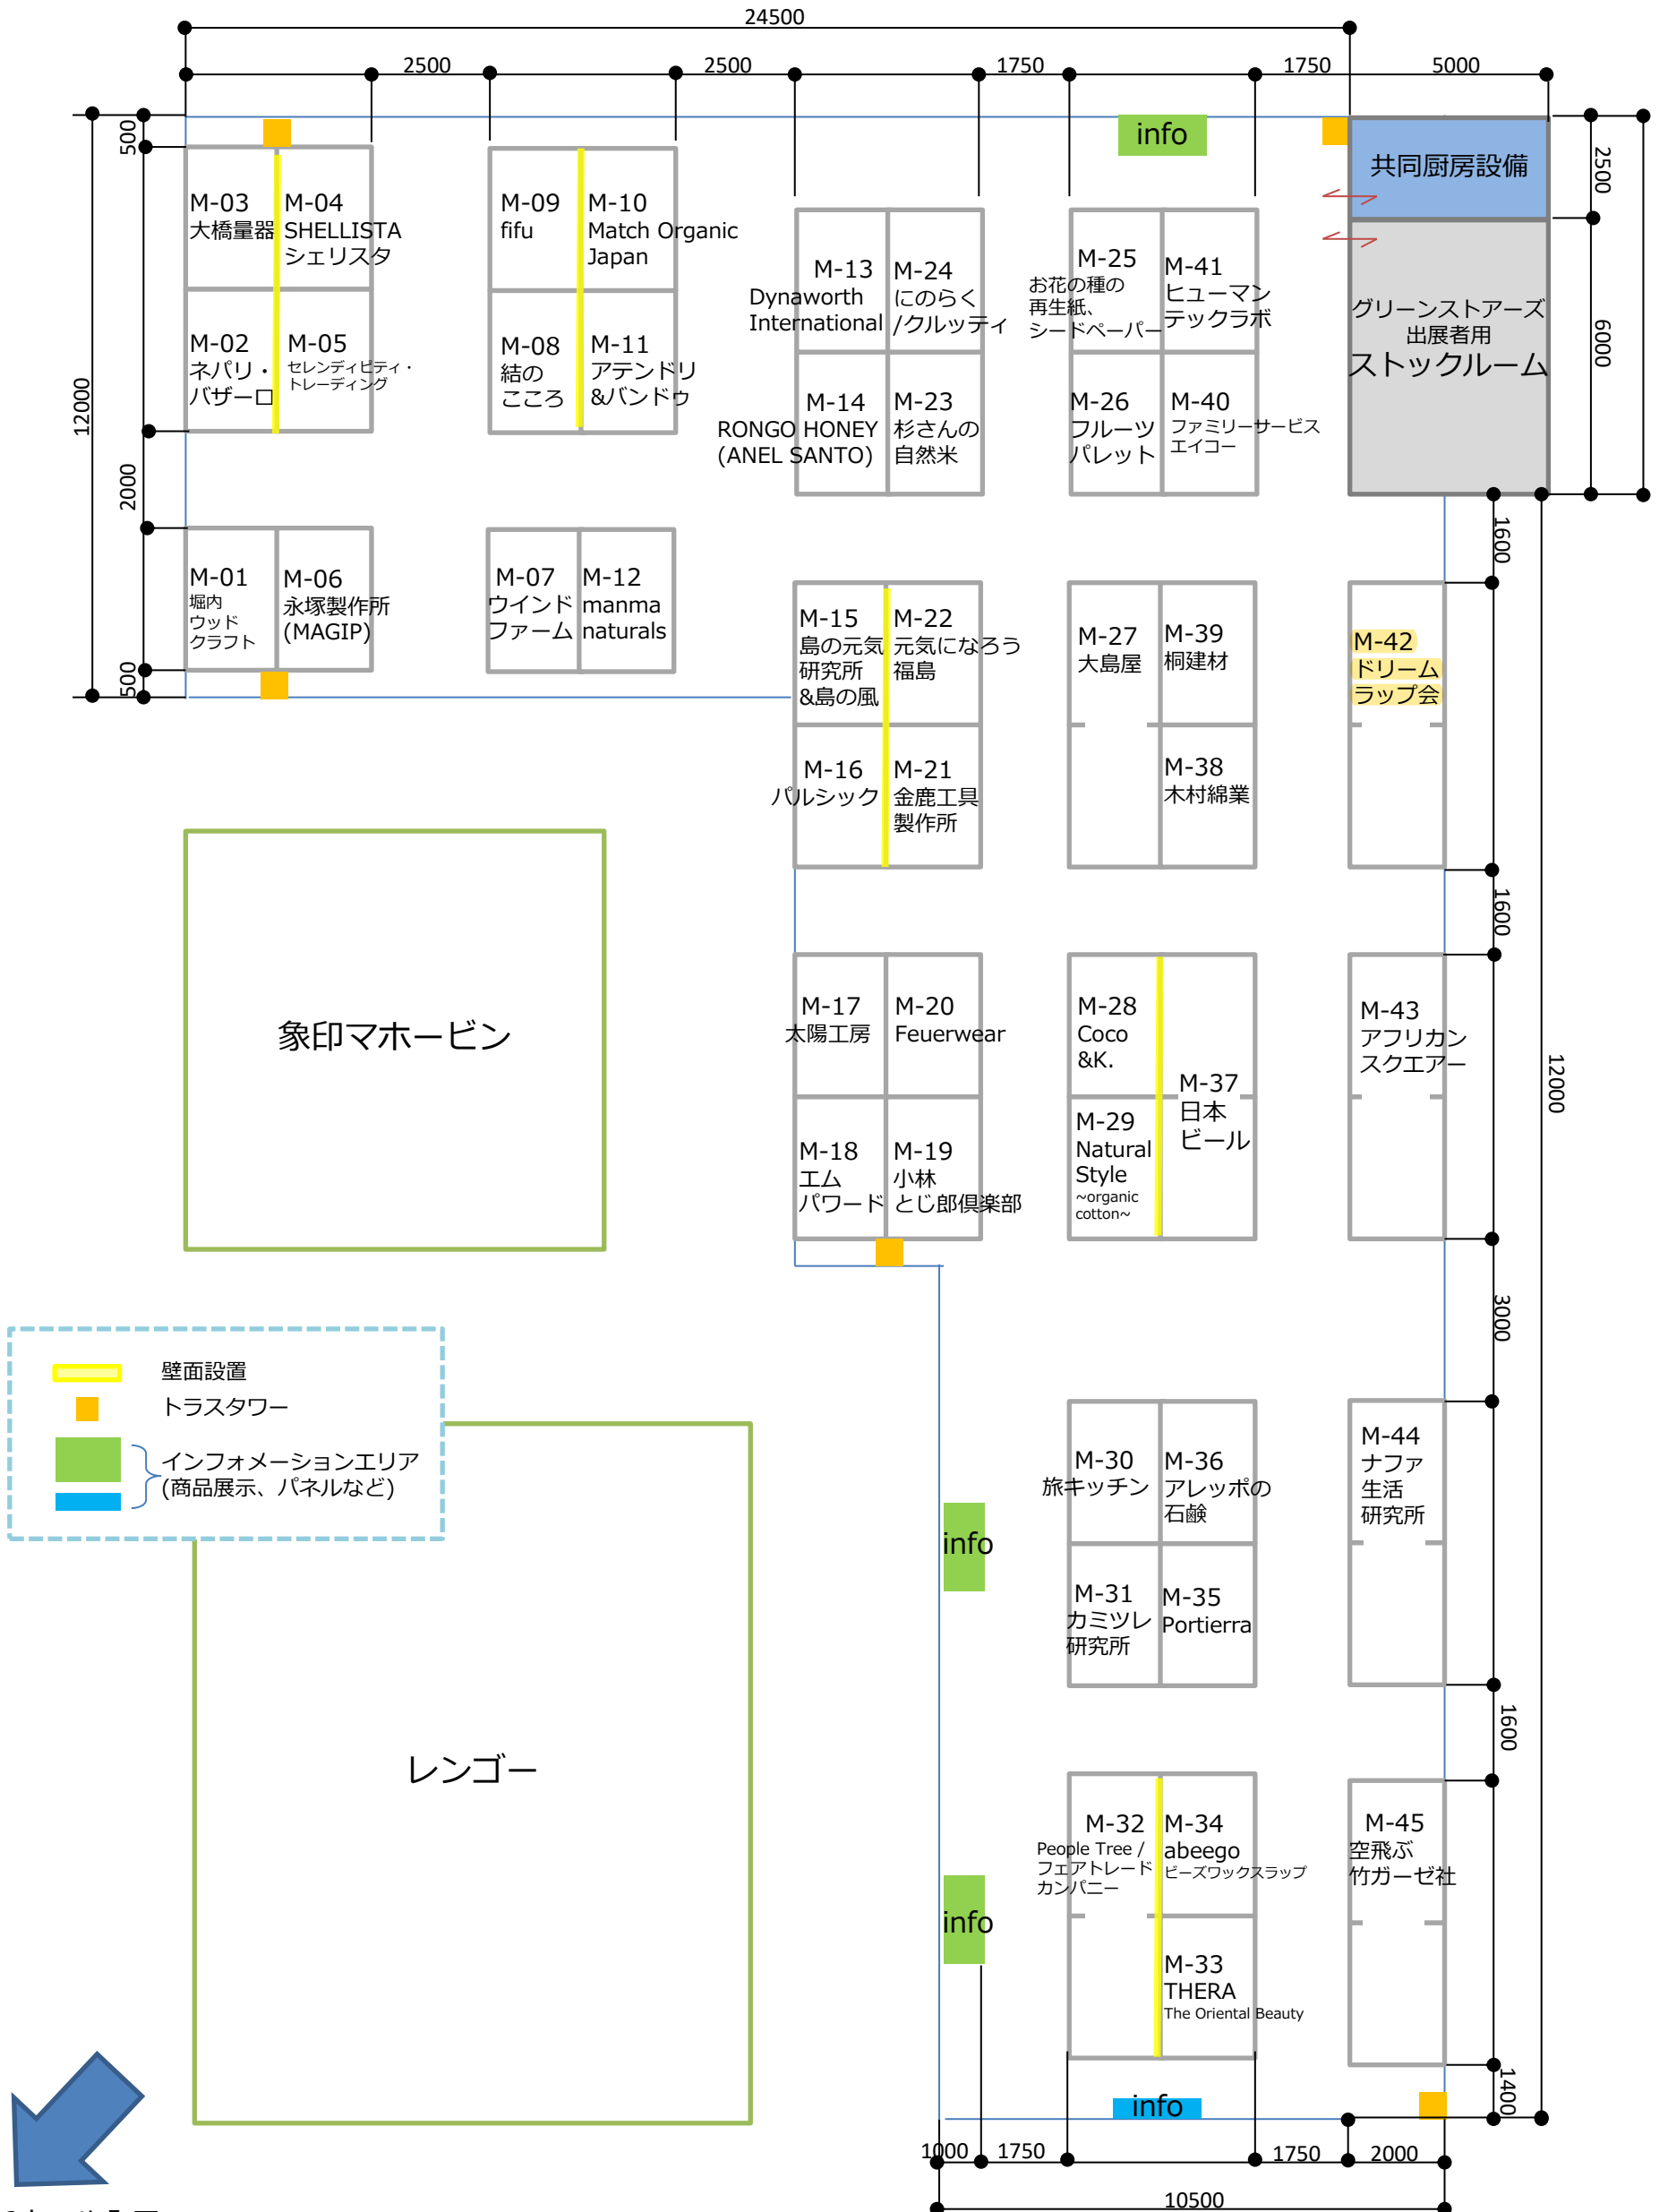 24500
2500
2500
1750
1750
5000
500
12000
2000
500
2500
6000
info
共同厨房設備
グリーンストアーズ
出展者用
ストックルーム
M-03
大橋量器
M-04
SHELLISTA
シェリスタ
M-02
ネパリ・
バザーロ
M-05
セレンディピティ・
トレーディング
M-09
fifu
M-10
Match Organic
Japan
M-08
結の
こころ
M-11
アテンドリ
&バンドゥ
M-13
Dynaworth
International
M-24
にのらく
/クルッティ
M-14
RONGO HONEY
(ANEL SANTO)
M-23
杉さんの
自然米
M-25
お花の種の
再生紙、
シードペーパー
M-41
ヒューマン
テックラボ
M-26
フルーツ
パレット
M-40
ファミリーサービス
エイコー
M-01
堀内
ウッド
クラフト
M-06
永塚製作所
(MAGIP)
M-07
ウインド
ファーム
M-12
manma
naturals
M-15
島の元気
研究所
&島の風
M-22
元気になろう
福島
M-16
パルシック
M-21
金鹿工具
製作所
M-27
大島屋
M-39
桐建材
M-38
木村綿業
M-42
ドリーム
ラップ会
1600
1600
12000
象印マホービン
M-17
太陽工房
M-20
Feuerwear
M-18
エム
パワード
M-19
小林
とじ郎倶楽部
M-28
Coco
&K.
M-29
Natural
Style
~organic
cotton~
M-37
日本
ビール
M-43
アフリカン
スクエアー
3000
壁面設置
トラスタワー
インフォメーションエリア
(商品展示、パネルなど)
レンゴー
info
info
M-30
旅キッチン
M-36
アレッポの
石鹸
M-31
カミツレ
研究所
M-35
Portierra
M-44
ナファ
生活
研究所
1600
M-32
People Tree /
フェアトレード
カンパニー
M-34
abeego
ビーズワックスラップ
M-33
THERA
The Oriental Beauty
M-45
空飛ぶ
竹ガーゼ社
1400
info
1000
1750
1750
2000
10500